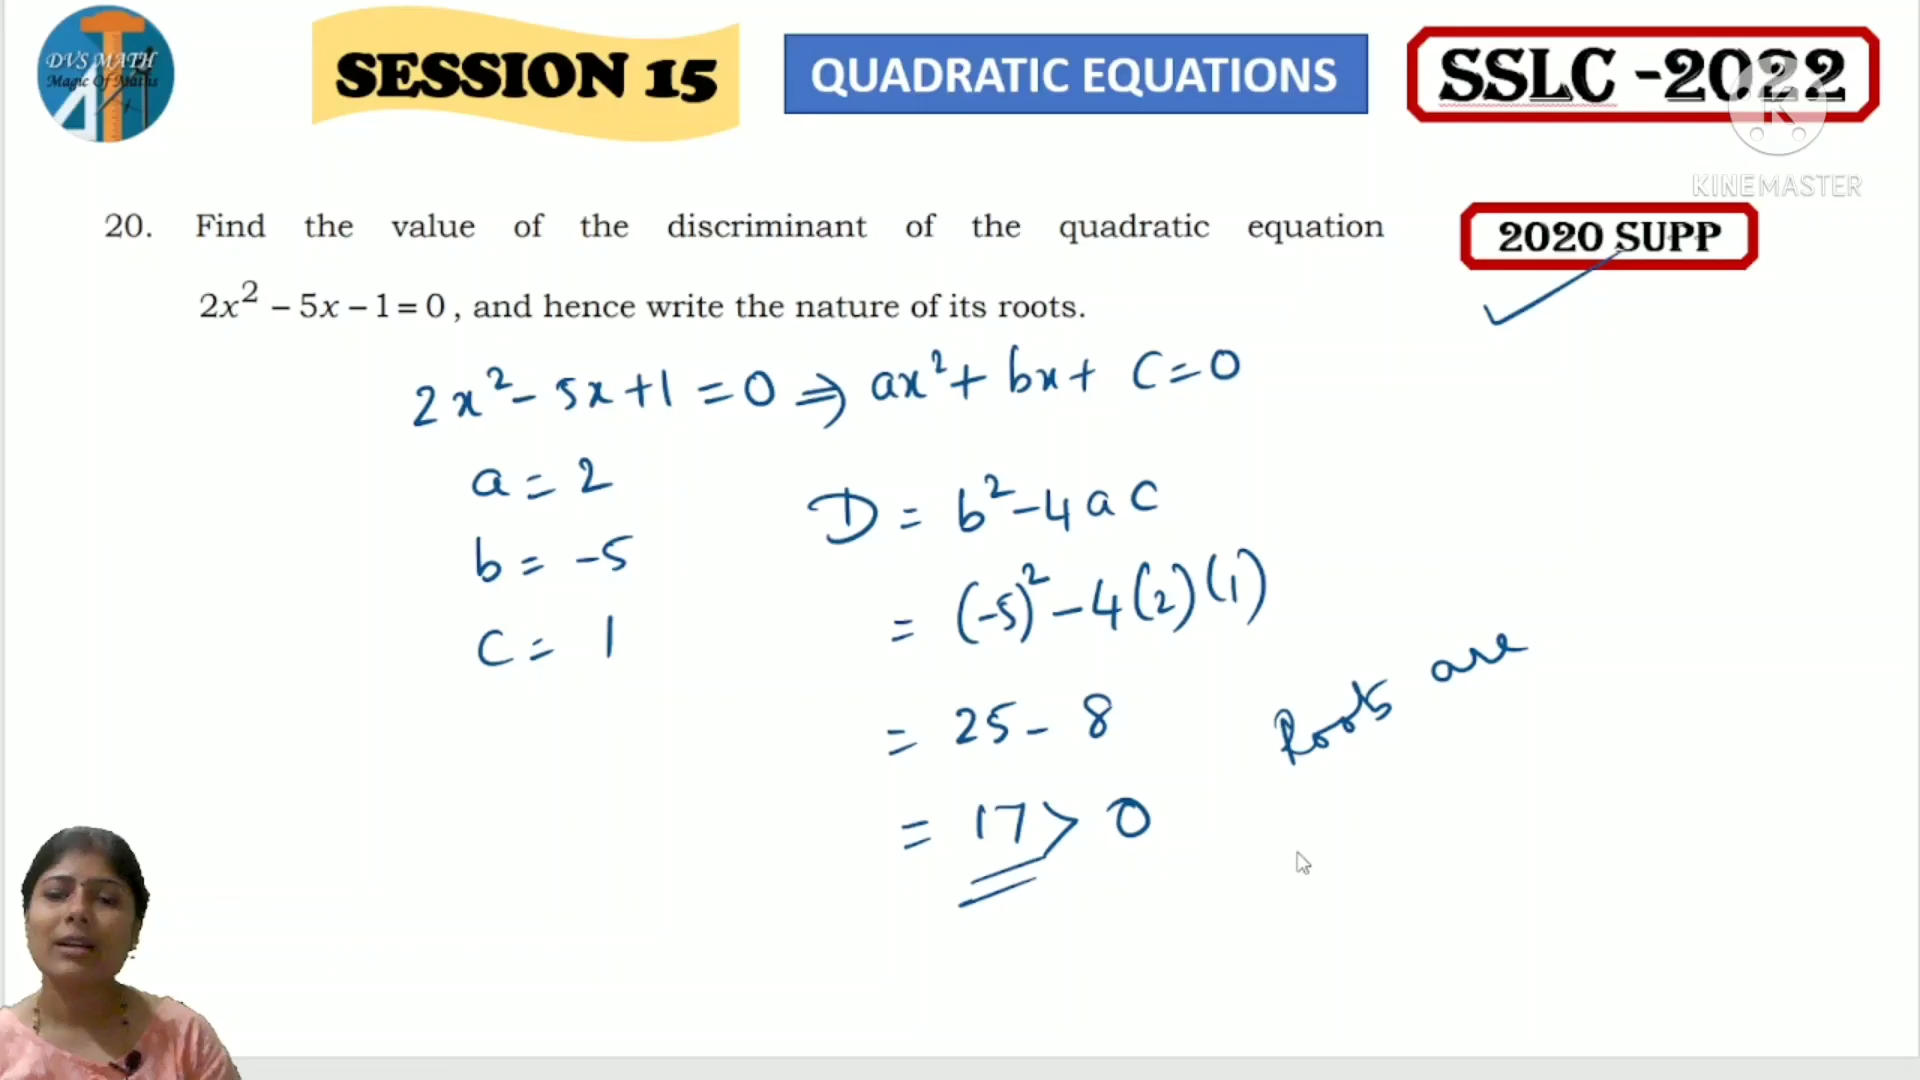 DVS MATH
Magic Of Maths
SESSION 15
QUADRATIC EQUATIONS
SSLC -2022
KINEMASTER
20. Find the value of the discriminant of the quadratic equation
2020 SUPP
2x² – 5x – 1 = 0 , and hence write the nature of its roots.
2x² - 5x + 1 = 0 ⇒ ax² + bx + C = 0
a = 2
D = b² - 4ac
b = -5
= (-5)² - 4(2)(1)
C = 1
Roots are
= 25 - 8
= 17 > 0